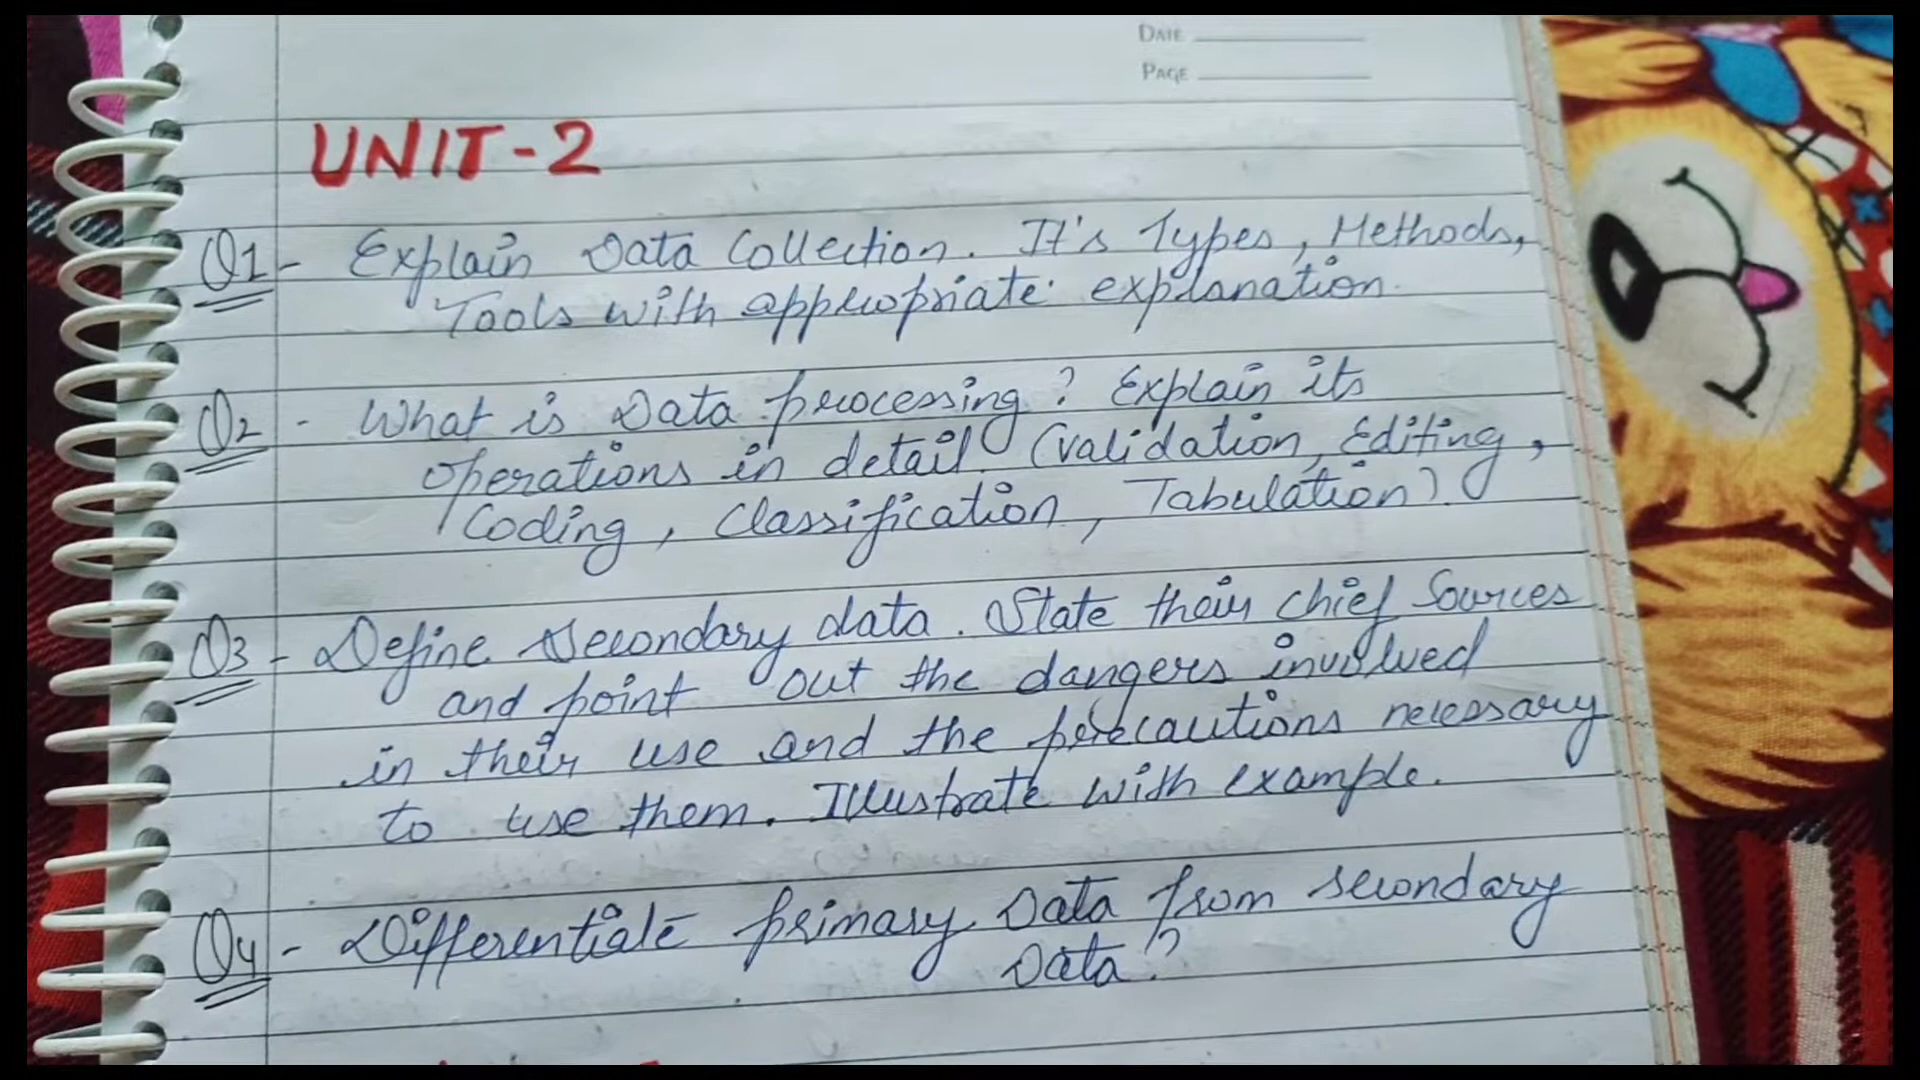 DATE
PAGE
UNIT-2
Q1- Explain Data Collection. It's Types, Methods,
Tools with appropriate explanation.
Q2 - What is Data processing? Explain its
operations in detail (validation, Editing,
Coding, Classification, Tabulation).
Q3- Define Secondary data. State their chief Sources
and point out the dangers involved
in their use and the precautions necessary
to use them. Illustrate with example.
Q4- Differentiate primary Data from secondary
Data?